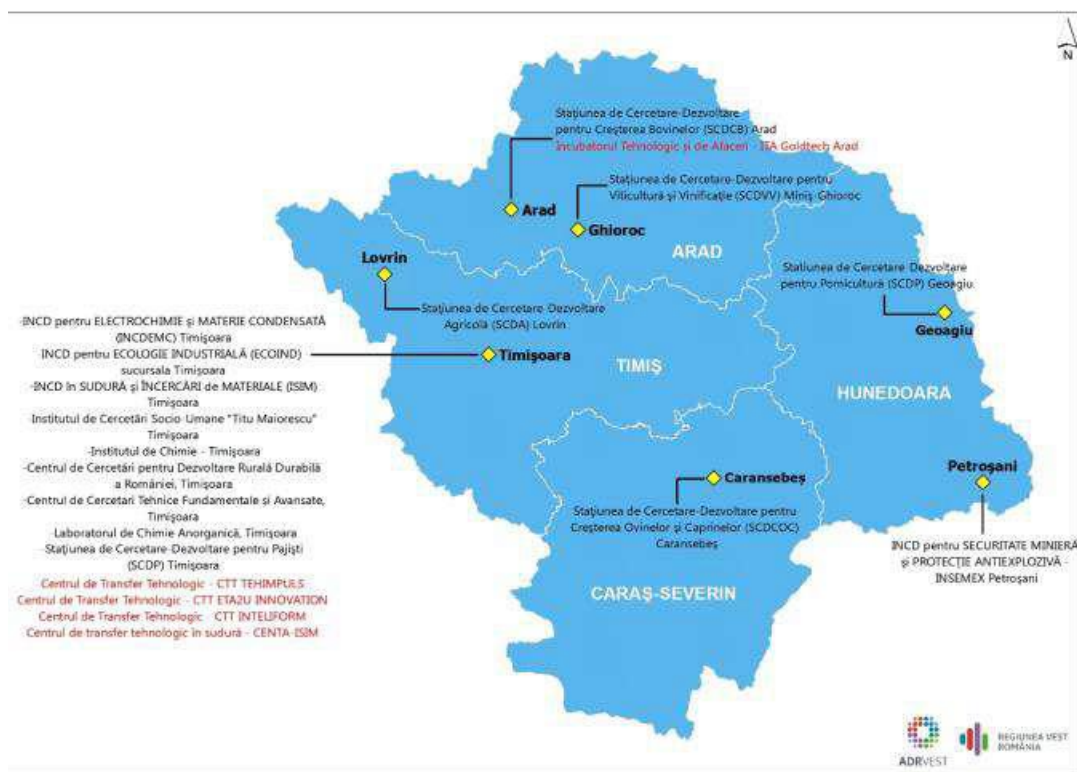 N
Stațiunea de Cercetare-Dezvoltare
pentru Creșterea Bovinelor (SCDCB) Arad
Incubatorul Tehnologic și de Afaceri - ITA Goldtech Arad
Stațiunea de Cercetare-Dezvoltare pentru
Viticultură și Vinificație (SCDVV) Miniș-Ghioroc
Arad
Ghioroc
ARAD
Lovrin
Stațiunea de Cercetare-Dezvoltare
Agricolă (SCDA) Lovrin
Stațiunea de Cercetare-Dezvoltare
pentru Pomicultură (SCDP) Geoagiu
Geoagiu
-INCD pentru ELECTROCHIMIE și MATERIE CONDENSATĂ
(INCDEMC) Timișoara
INCD pentru ECOLOGIE INDUSTRIALĂ (ECOIND)
sucursala Timișoara
-INCD în SUDURĂ și ÎNCERCĂRI de MATERIALE (ISIM)
Timișoara
-Institutul de Cercetări Socio-Umane "Titu Maiorescu"
Timișoara
-Institutul de Chimie - Timișoara
-Centrul de Cercetări pentru Dezvoltare Rurală Durabilă
a României, Timișoara
-Centrul de Cercetari Tehnice Fundamentale și Avansate,
Timișoara
-Laboratorul de Chimie Anorganică, Timișoara
Stațiunea de Cercetare-Dezvoltare pentru Pajiști
(SCDP) Timișoara
Centrul de Transfer Tehnologic - CTT TEHIMPULS
Centrul de Transfer Tehnologic - CTT ETA2U INNOVATION
Centrul de Transfer Tehnologic - CTT INTELIFORM
Centrul de transfer tehnologic în sudură - CENTA-ISIM
Timișoara
TIMIȘ
HUNEDOARA
Caransebeș
Stațiunea de Cercetare-Dezvoltare pentru
Creșterea Ovinelor și Caprinelor (SCDCOC)
Caransebeș
CARAȘ-SEVERIN
Petroșani
INCD pentru SECURITATE MINIERĂ
și PROTECȚIE ANTIEXPLOZIVĂ -
INSEMEX Petroșani
ADRVEST
REGIUNEA VEST
ROMÂNIA